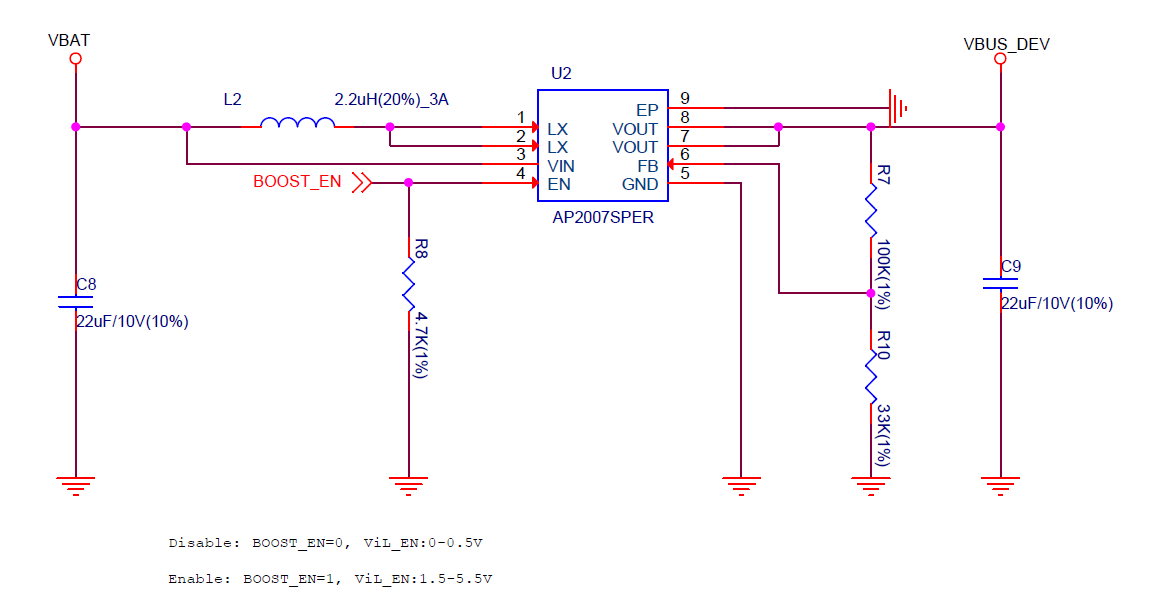 VBAT
VBUS_DEV
U2
L2
2.2uH(20%)_3A
1
LX
2
LX
3
VIN
4
EN
9
EP
8
VOUT
7
VOUT
6
FB
5
GND
BOOST_EN
AP2007SPER
R7
100K(1%)
R8
4.7K(1%)
C8
22uF/10V(10%)
C9
22uF/10V(10%)
R10
33K(1%)
Disable: BOOST_EN=0, ViL_EN:0-0.5V
Enable: BOOST_EN=1, ViL_EN:1.5-5.5V